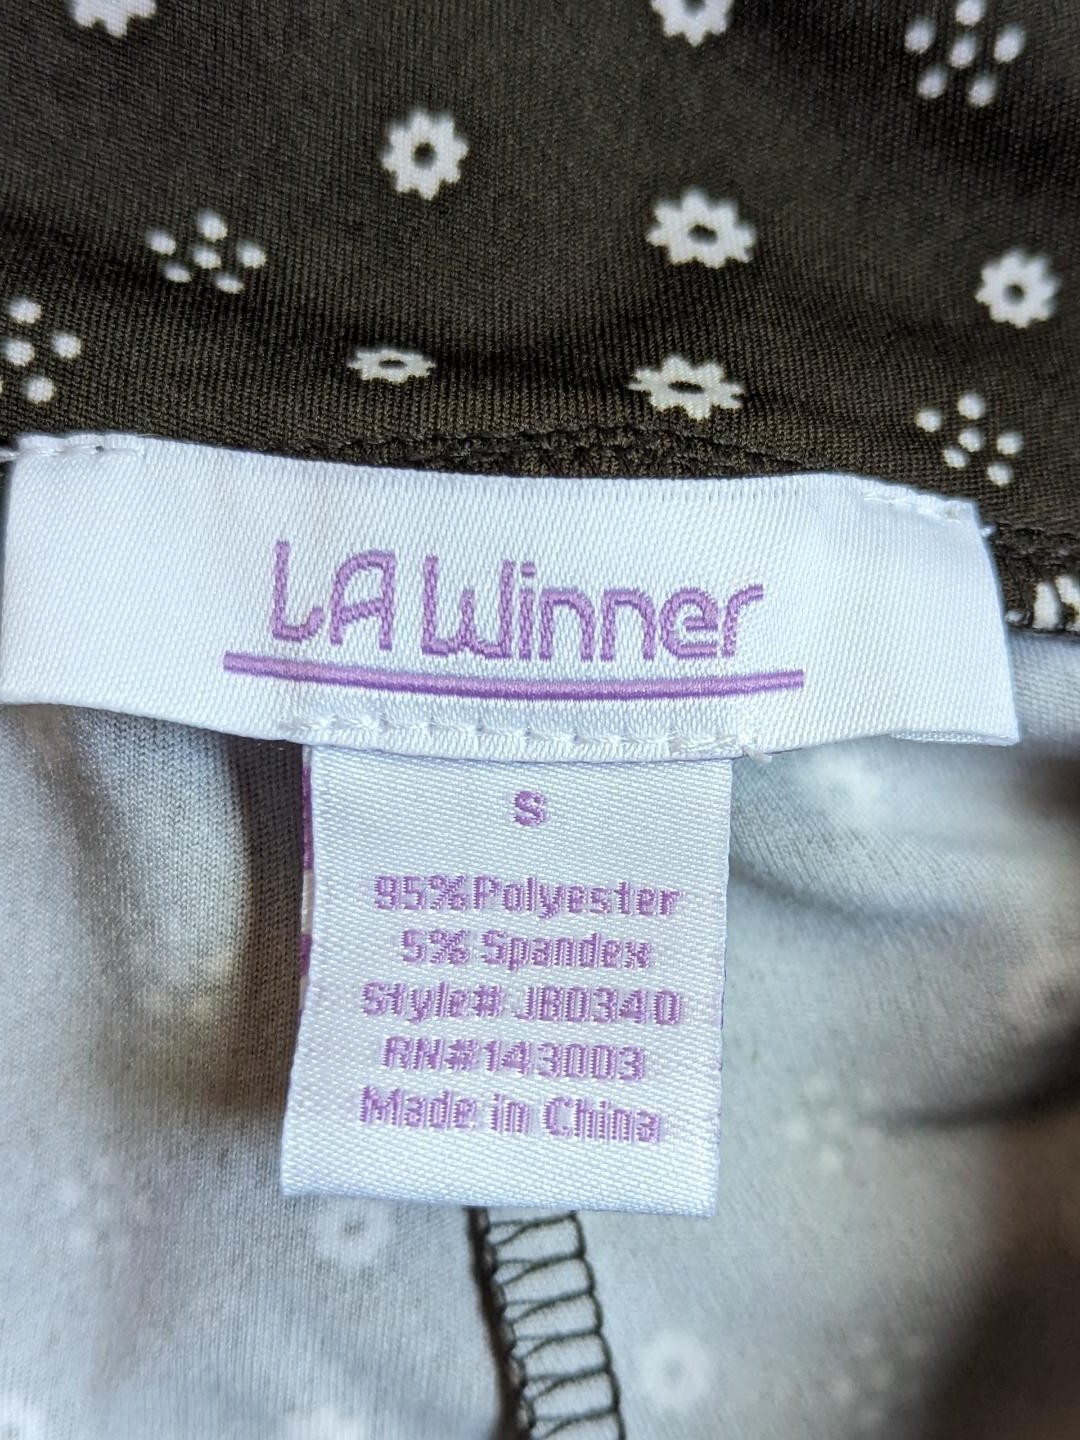 LA Winner
S
95% Polyester
5% Spandex
Style# JB0340
RN#143003
Made in China